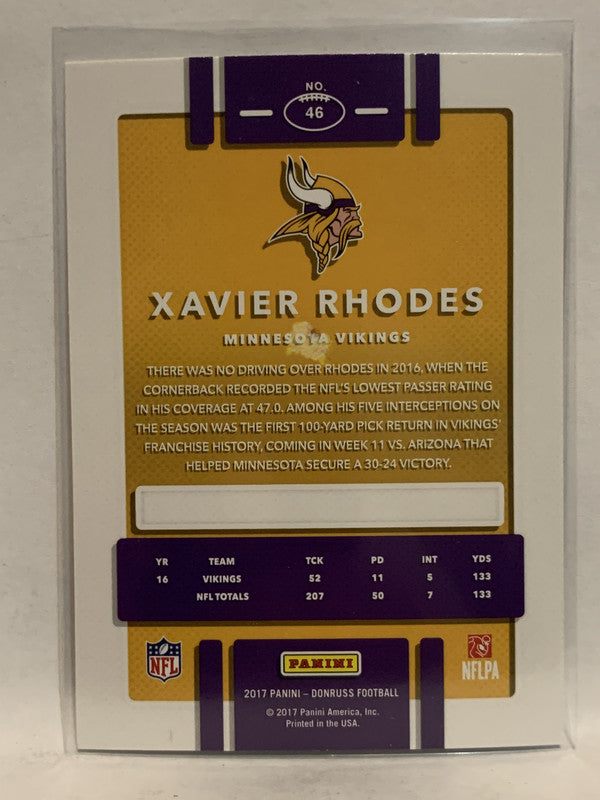 NO.
46
XAVIER RHODES
MINNESOTA VIKINGS
THERE WAS NO DRIVING OVER RHODES IN 2016, WHEN THE
CORNERBACK RECORDED THE NFL'S LOWEST PASSER RATING
IN HIS COVERAGE AT 47.0. AMONG HIS FIVE INTERCEPTIONS ON
THE SEASON WAS THE FIRST 100-YARD PICK RETURN IN VIKINGS'
FRANCHISE HISTORY, COMING IN WEEK 11 VS. ARIZONA THAT
HELPED MINNESOTA SECURE A 30-24 VICTORY.
YR TEAM TCK PD INT YDS
16 VIKINGS 52 11 5 133
NFL TOTALS 207 50 7 133
NFL
PANINI
NFLPA
2017 PANINI – DONRUSS FOOTBALL
© 2017 Panini America, Inc.
Printed in the USA.